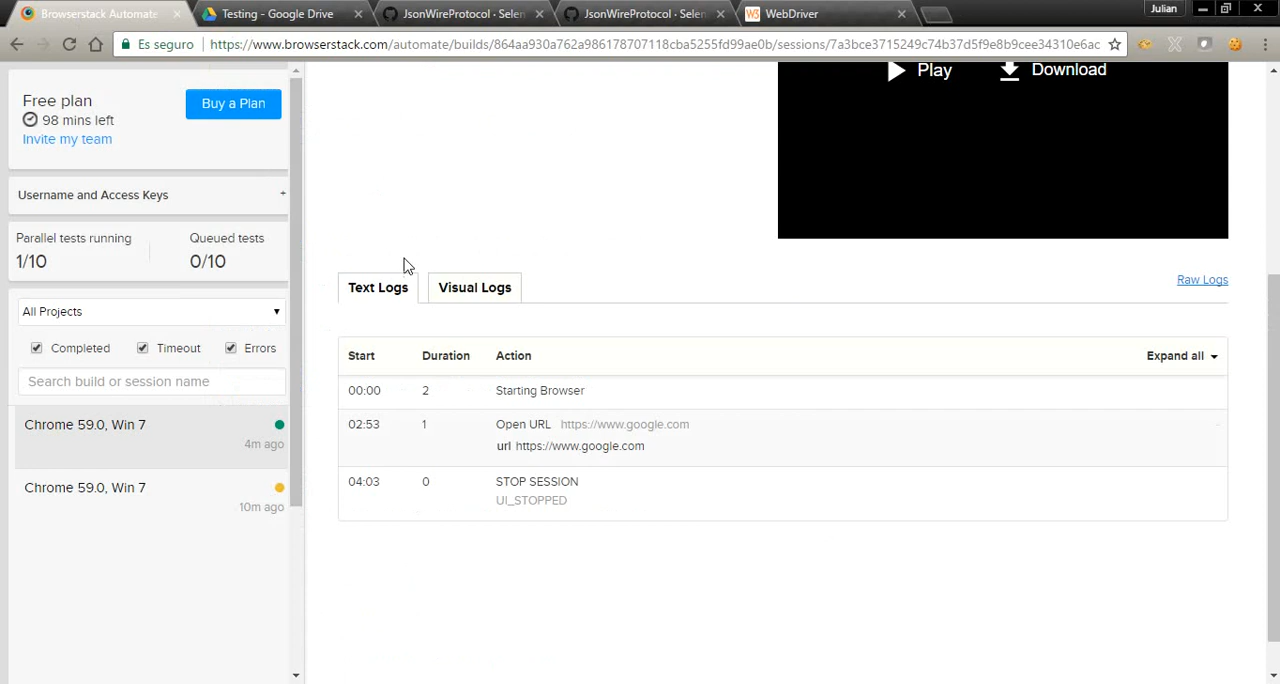 Browserstack Automate
Testing - Google Drive
JsonWireProtocol · Selen
JsonWireProtocol · Selen
WebDriver
Julian
Es seguro
https://www.browserstack.com/automate/builds/864aa930a762a986178707118cba5255fd99ae0b/sessions/7a3bce3715249c74b37d5f9e8b9cee34310e6ac
Free plan
98 mins left
Invite my team
Buy a Plan
Play
Download
Username and Access Keys
+
Parallel tests running
1/10
Queued tests
0/10
All Projects
Completed
Timeout
Errors
Search build or session name
Chrome 59.0, Win 7
4m ago
Chrome 59.0, Win 7
10m ago
Text Logs
Visual Logs
Raw Logs
Start Duration Action Expand all
00:00 2 Starting Browser
02:53 1 Open URL https://www.google.com
url https://www.google.com
04:03 0 STOP SESSION
UI_STOPPED